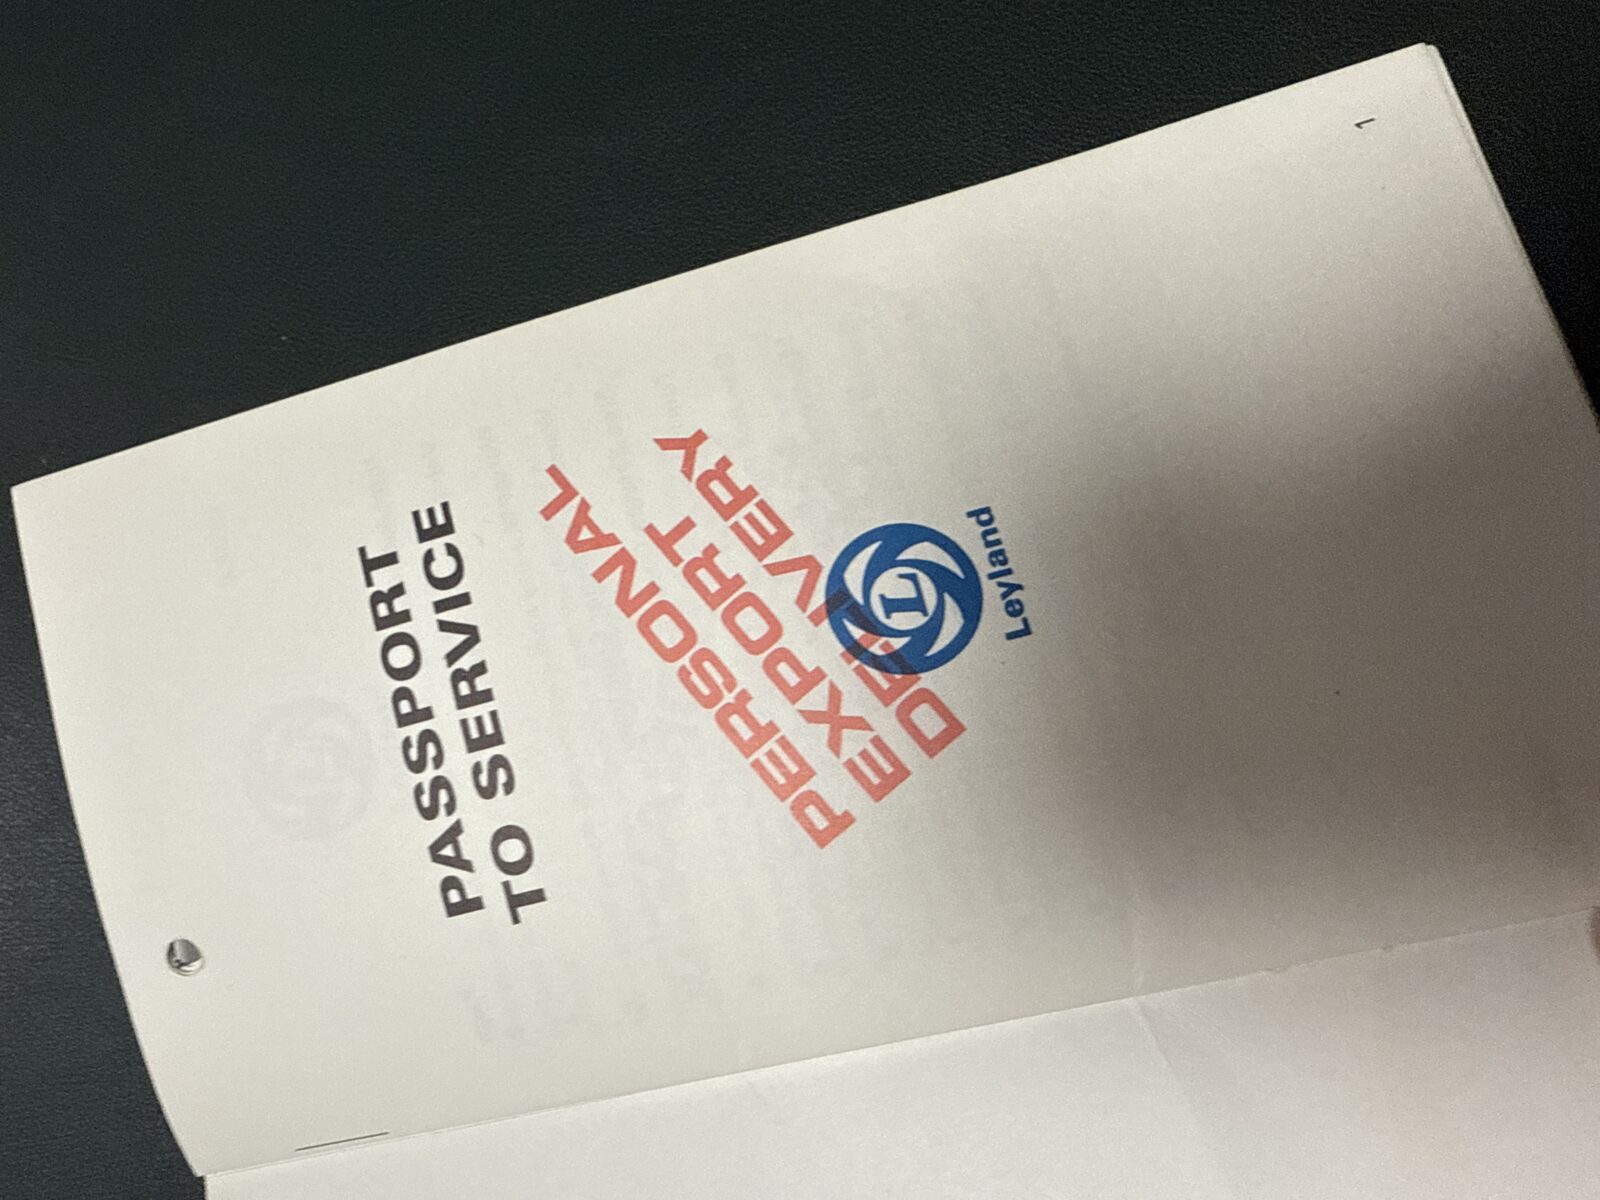 PASSPORT
TO SERVICE
PERSONAL
EXPORT
DELIVERY
L
Leyland
1